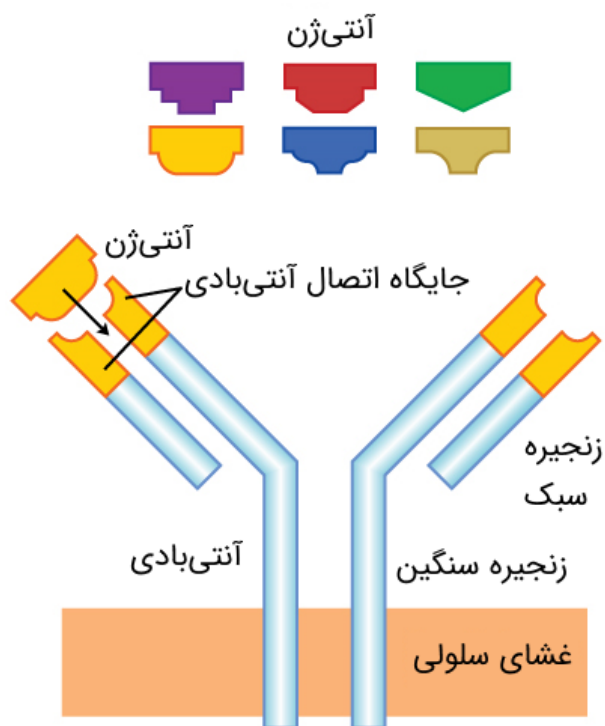 آنتی‌ژن
آنتی‌ژن
جایگاه اتصال آنتی‌بادی
زنجیره
سبک
آنتی‌بادی
زنجیره سنگین
غشای سلولی